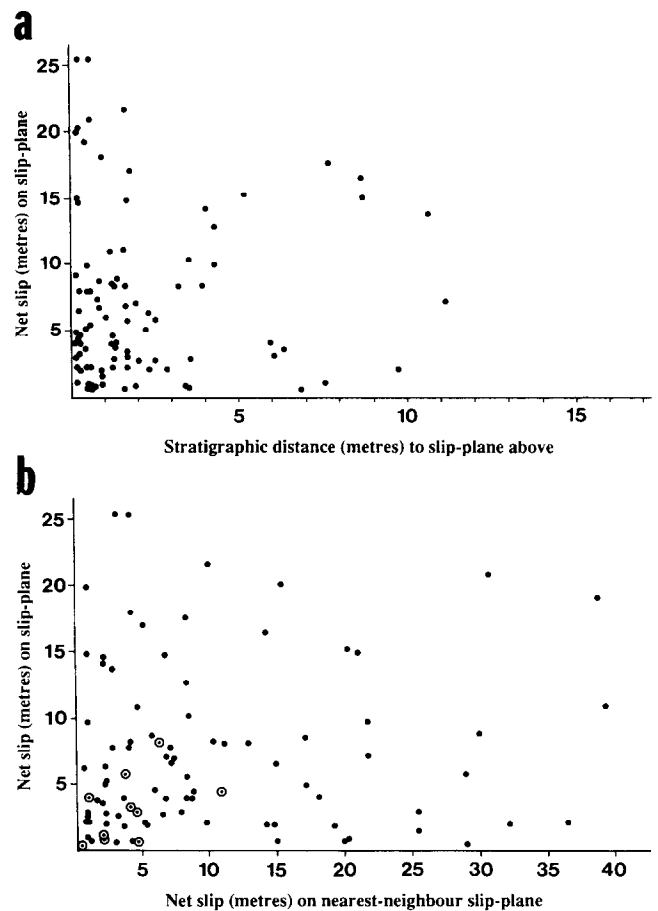 a
Net slip (metres) on slip-plane
25
20
15
10
5
5 10 15
Stratigraphic distance (metres) to slip-plane above
b
Net slip (metres) on slip-plane
25
20
15
10
5
5 10 15 20 25 30 35 40
Net slip (metres) on nearest-neighbour slip-plane